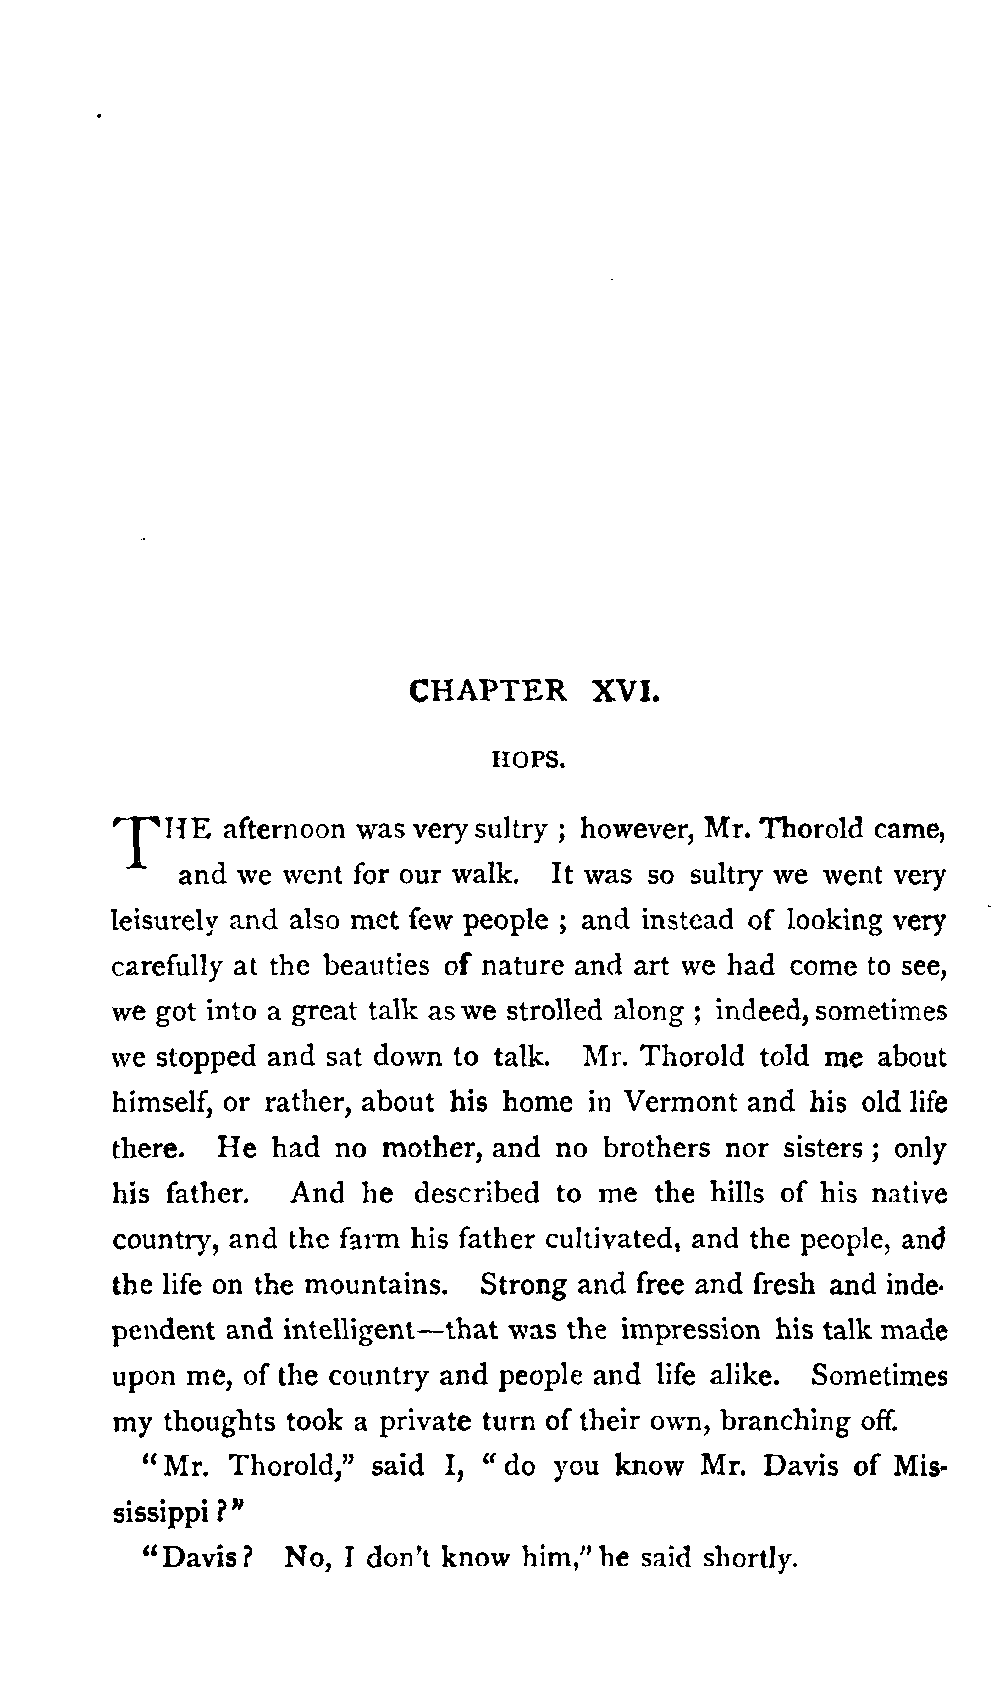 CHAPTER XVI.
HOPS.
THE afternoon was very sultry ; however, Mr. Thorold came,
and we went for our walk. It was so sultry we went very
leisurely and also met few people ; and instead of looking very
carefully at the beauties of nature and art we had come to see,
we got into a great talk as we strolled along ; indeed, sometimes
we stopped and sat down to talk. Mr. Thorold told me about
himself, or rather, about his home in Vermont and his old life
there. He had no mother, and no brothers nor sisters ; only
his father. And he described to me the hills of his native
country, and the farm his father cultivated, and the people, and
the life on the mountains. Strong and free and fresh and inde-
pendent and intelligent—that was the impression his talk made
upon me, of the country and people and life alike. Sometimes
my thoughts took a private turn of their own, branching off.
"Mr. Thorold," said I, "do you know Mr. Davis of Mis-
sissippi ?"
"Davis? No, I don't know him," he said shortly.